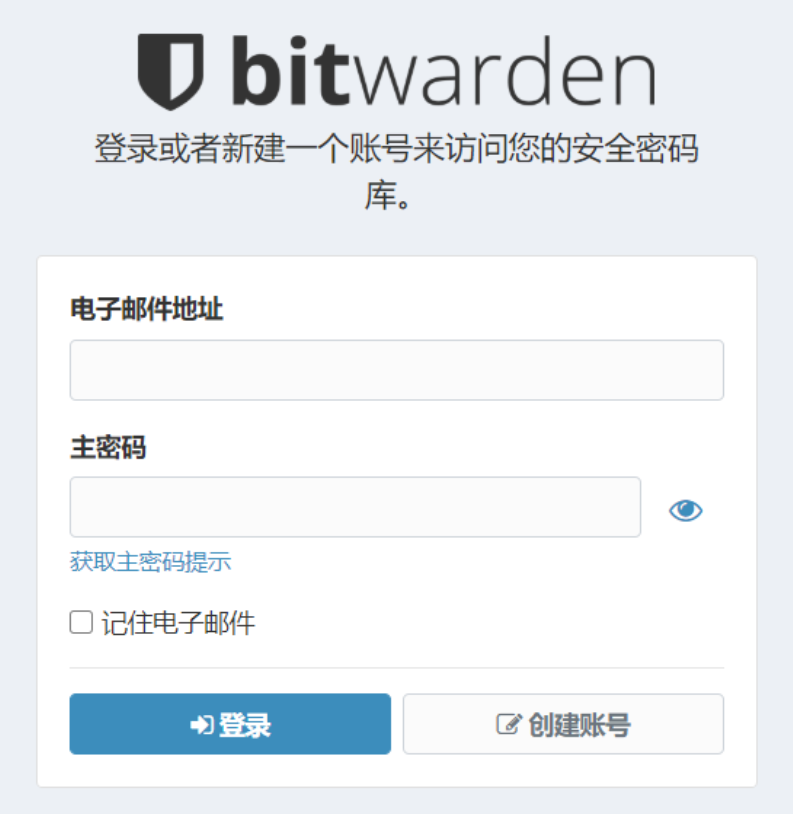 bitwarden
登录或者新建一个账号来访问您的安全密码
库。
电子邮件地址
主密码
获取主密码提示
记住电子邮件
登录
创建账号